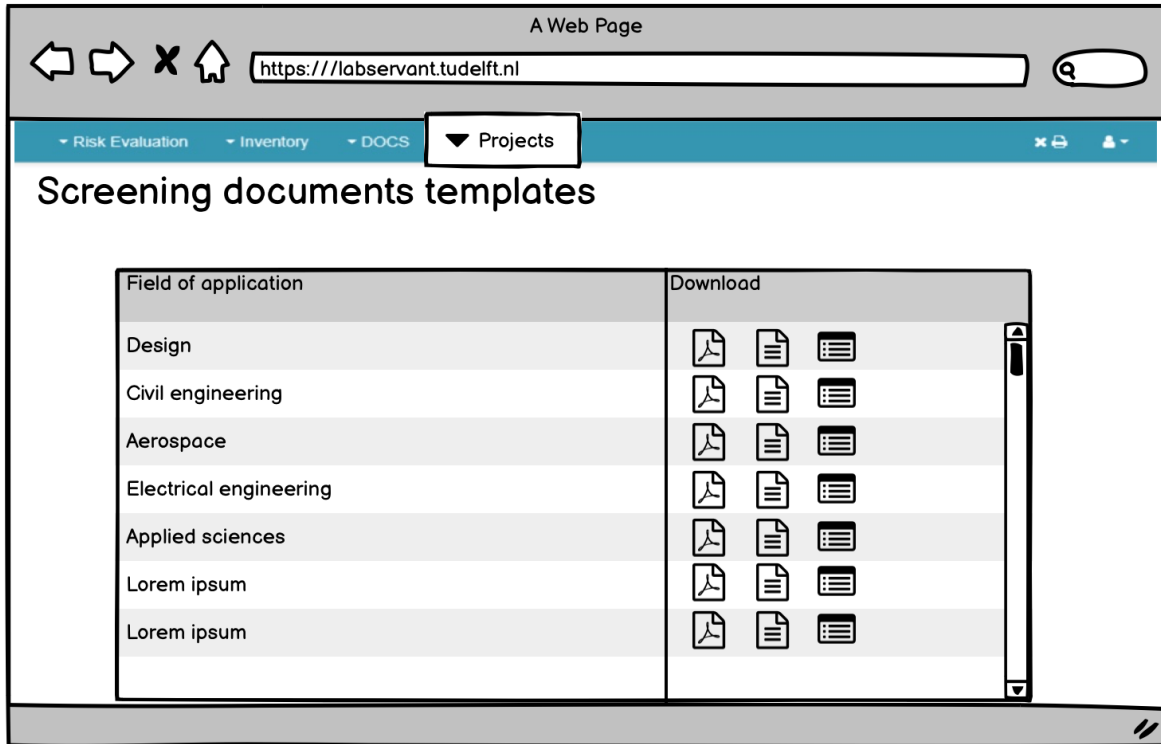 A Web Page
https:///labservant.tudelft.nl
Risk Evaluation
Inventory
DOCS
Projects
Screening documents templates
Field of application
Download
Design
Civil engineering
Aerospace
Electrical engineering
Applied sciences
Lorem ipsum
Lorem ipsum